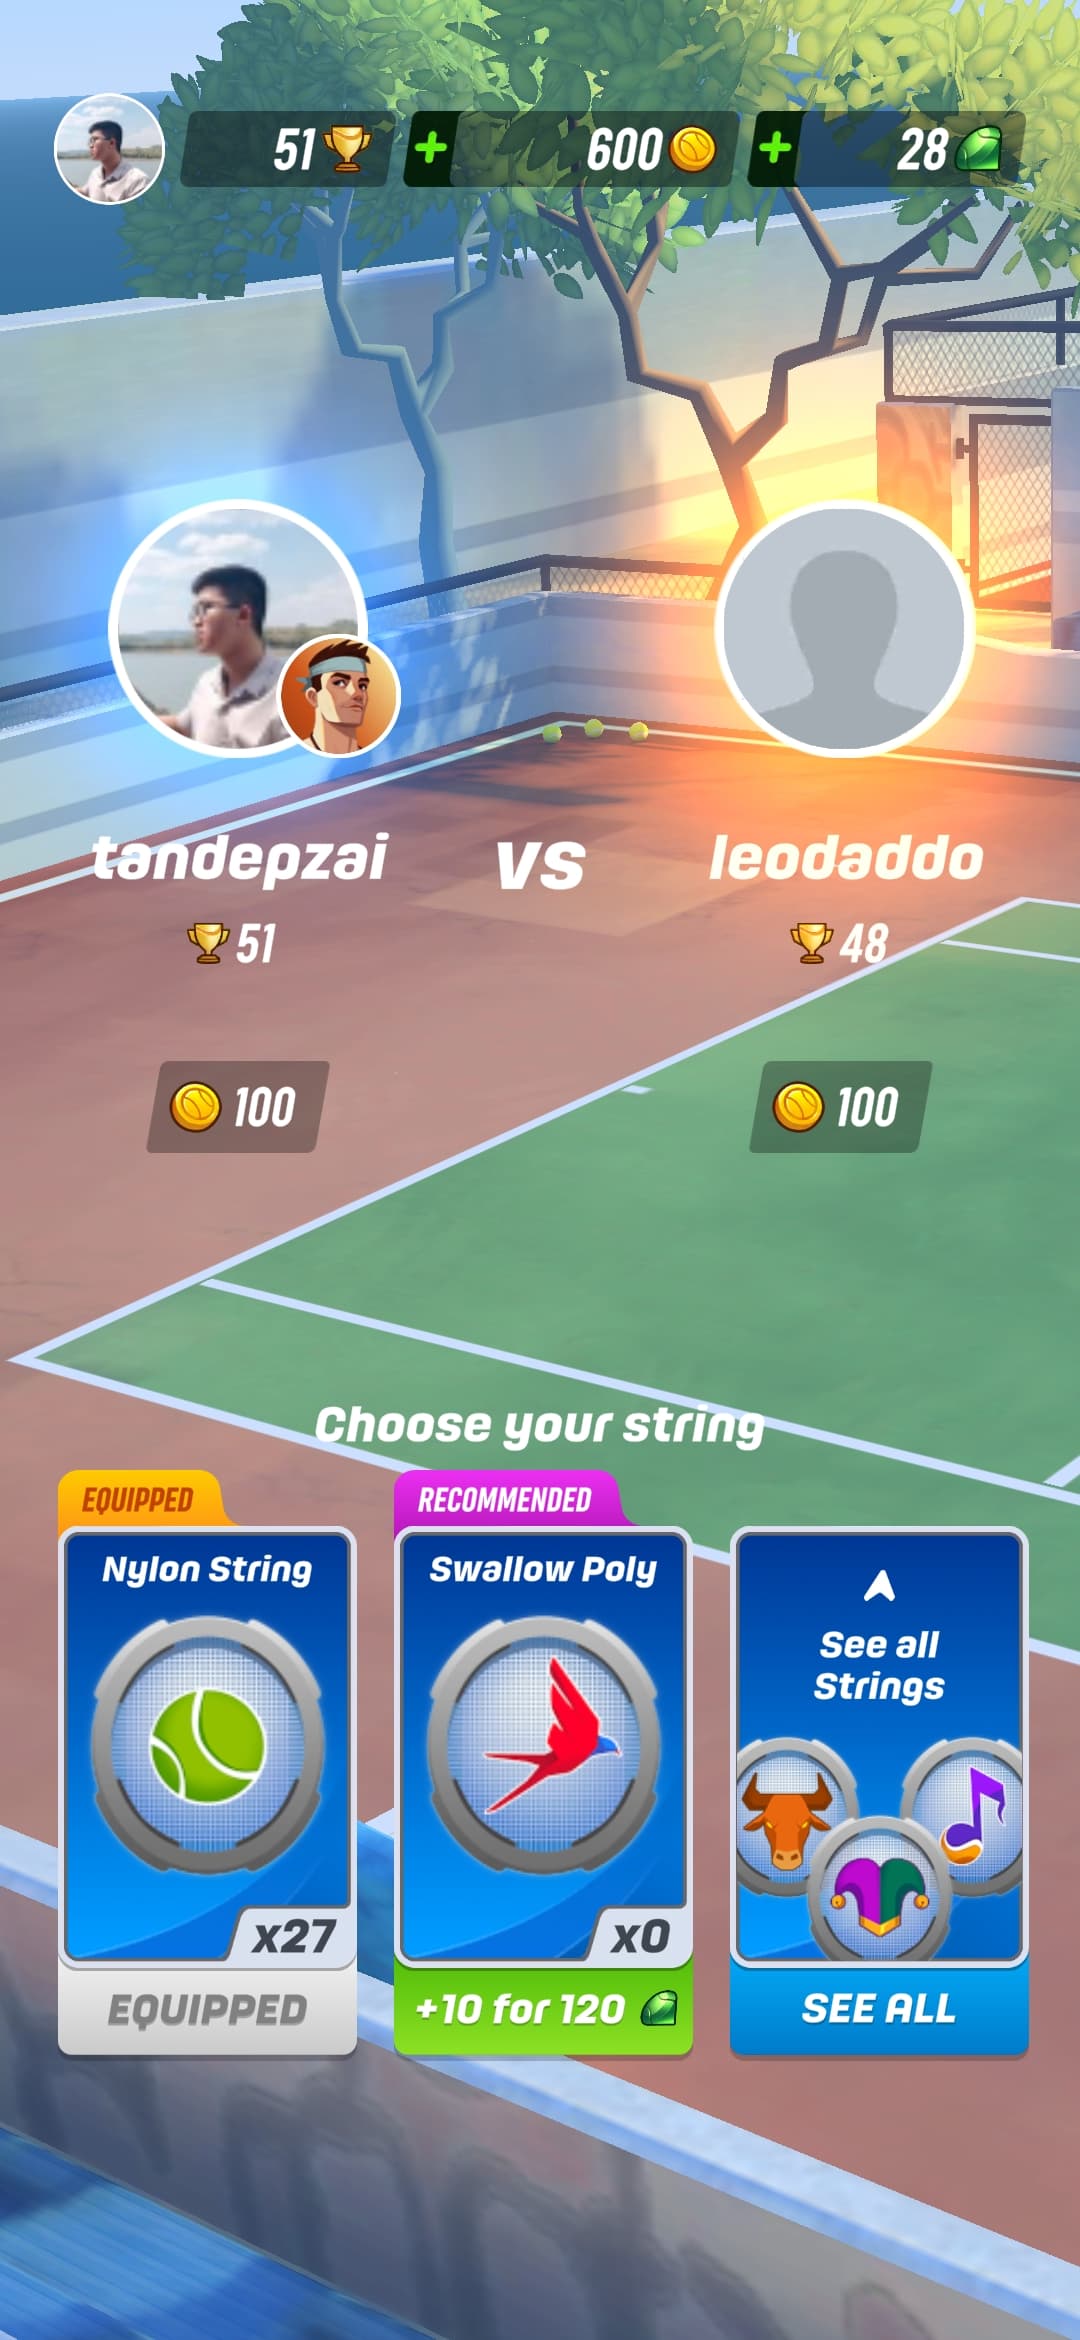 51
+
600
+
28
tandepzai
VS
leodaddo
51
48
100
100
Choose your string
EQUIPPED
RECOMMENDED
Nylon String
Swallow Poly
See all
Strings
x27
x0
EQUIPPED
+10 for 120
SEE ALL